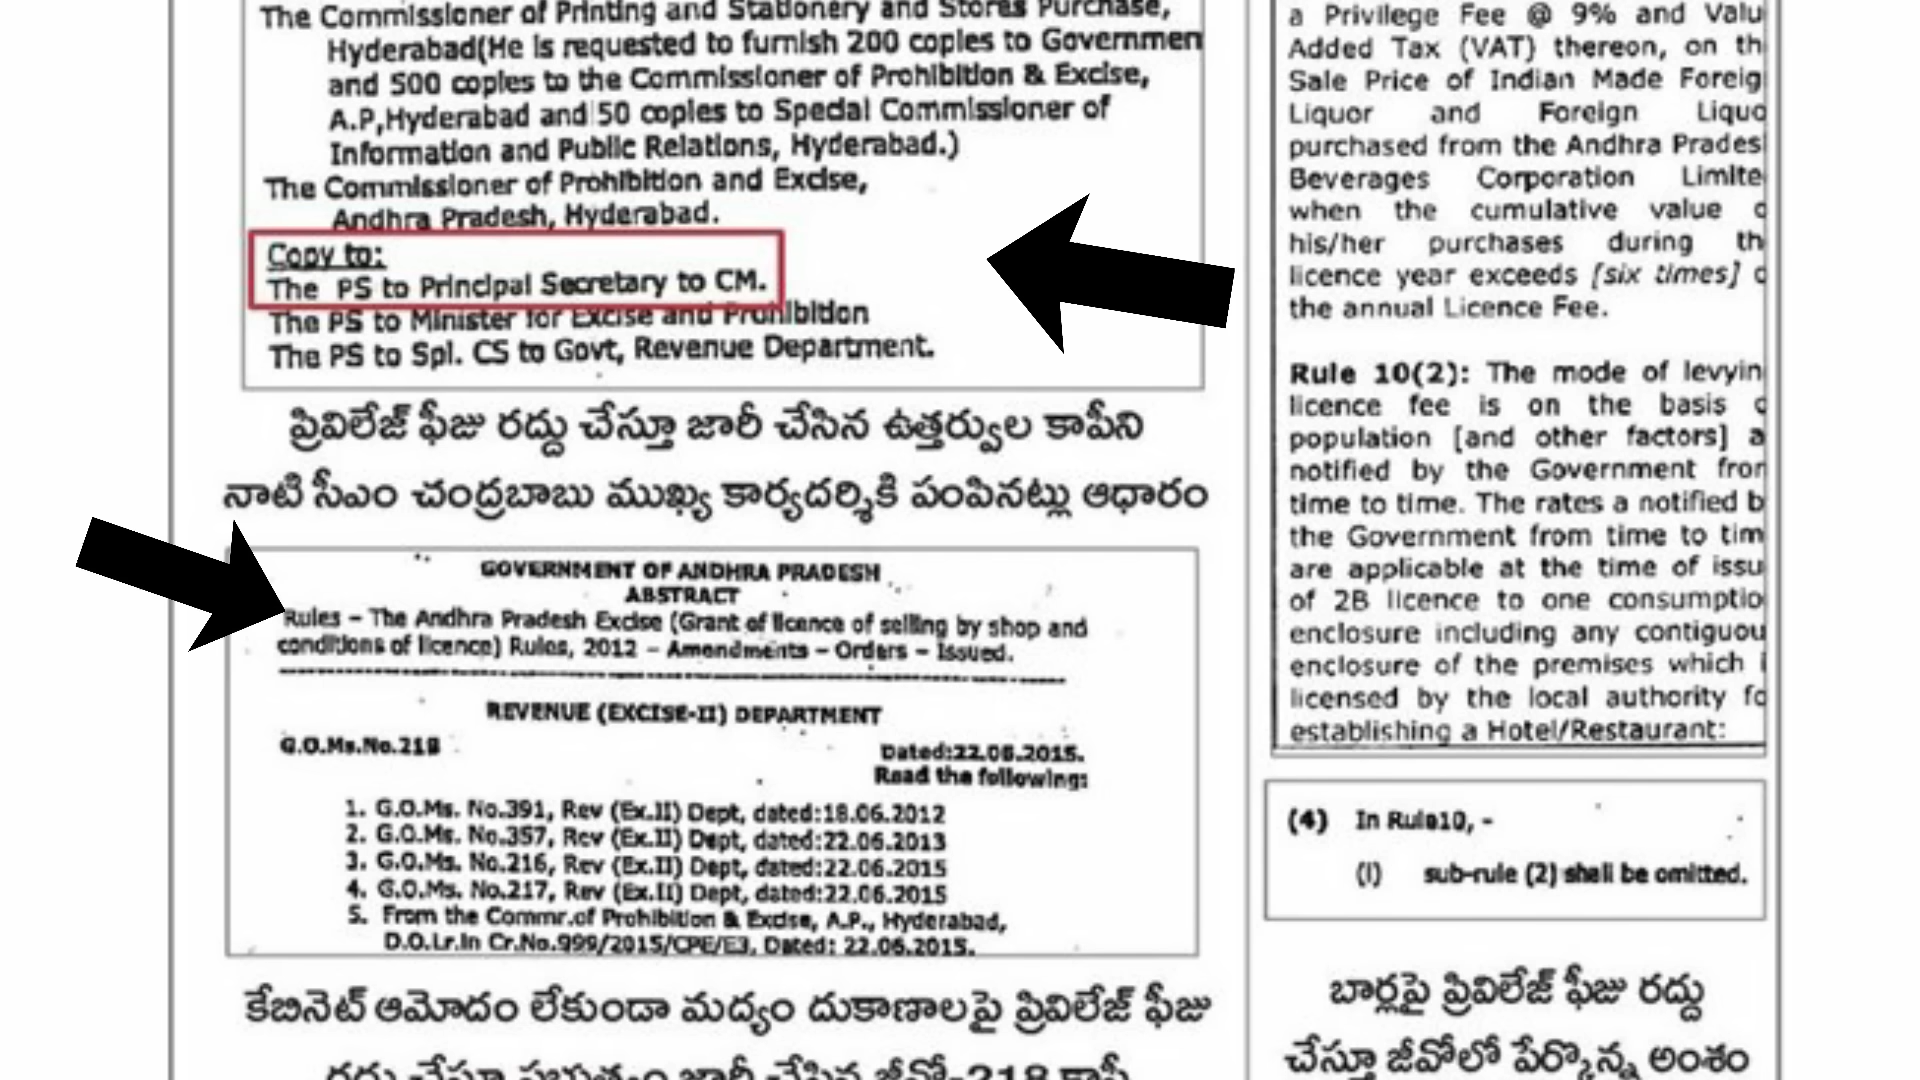 The Commissioner of Printing and Stationery and Stores Purchase,
Hyderabad(He is requested to furnish 200 copies to Governmen
and 500 copies to the Commissioner of Prohibition & Excise,
A.P,Hyderabad and 50 copies to Special Commissioner of
Information and Public Relations, Hyderabad.)
The Commissioner of Prohibition and Excise,
Andhra Pradesh, Hyderabad.
Copy to:
The PS to Principal Secretary to CM.
The PS to Minister for Excise and Prohibition
The PS to Spl. CS to Govt, Revenue Department.
ప్రివిలేజ్ ఫీజు రద్దు చేస్తూ జారీ చేసిన ఉత్తర్వుల కాపీని
నాటి సీఎం చంద్రబాబు ముఖ్య కార్యదర్శికి పంపినట్లు ఆధారం
GOVERNMENT OF ANDHRA PRADESH
ABSTRACT
Rules – The Andhra Pradesh Excise (Grant of licence of selling by shop and
conditions of licence) Rules, 2012 – Amendments – Orders – Issued.
REVENUE (EXCISE-II) DEPARTMENT
G.O.Ms.No.218
Dated:22.06.2015.
Read the following:
1. G.O.Ms. No.391, Rev (Ex.II) Dept, dated:18.06.2012
2. G.O.Ms. No.357, Rev (Ex.II) Dept, dated:22.06.2013
3. G.O.Ms. No.216, Rev (Ex.II) Dept, dated:22.06.2015
4. G.O.Ms. No.217, Rev (Ex.II) Dept, dated:22.06.2015
5. From the Commr.of Prohibition & Excise, A.P., Hyderabad,
D.O.Lr.In Cr.No.999/2015/CPE/E3, Dated: 22.06.2015.
కేబినెట్ ఆమోదం లేకుండా మద్యం దుకాణాలపై ప్రివిలేజ్ ఫీజు
రద్దు చేస్తూ ప్రభుత్వం జారీ చేసిన జీవో-218 కాపీ
a Privilege Fee @ 9% and Valu
Added Tax (VAT) thereon, on th
Sale Price of Indian Made Foreig
Liquor and Foreign Liquo
purchased from the Andhra Prades
Beverages Corporation Limite
when the cumulative value o
his/her purchases during th
licence year exceeds [six times] o
the annual Licence Fee.
Rule 10(2): The mode of levyin
licence fee is on the basis o
population [and other factors] a
notified by the Government from
time to time. The rates a notified b
the Government from time to tim
are applicable at the time of issu
of 2B licence to one consumptio
enclosure including any contiguou
enclosure of the premises which i
licensed by the local authority fo
establishing a Hotel/Restaurant:
(4) In Rule10, -
(i) sub-rule (2) shall be omitted.
బార్లపై ప్రివిలేజ్ ఫీజు రద్దు
చేస్తూ జీవోలో పేర్కొన్న అంశం